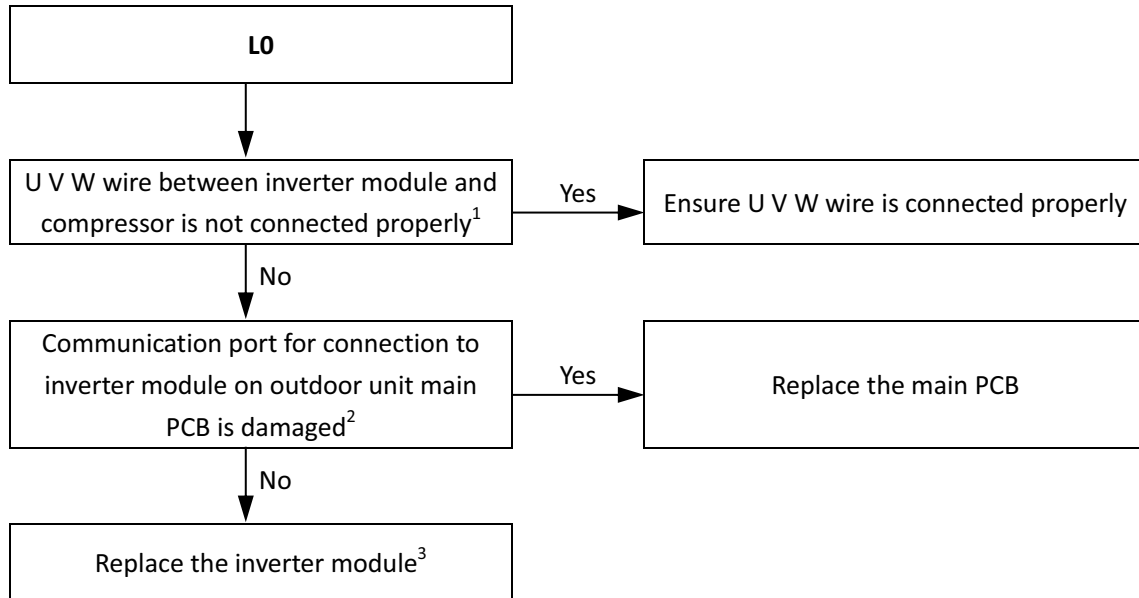 L0
U V W wire between inverter module and
compressor is not connected properly¹
Yes
Ensure U V W wire is connected properly
No
Communication port for connection to
inverter module on outdoor unit main
PCB is damaged²
Yes
Replace the main PCB
No
Replace the inverter module³